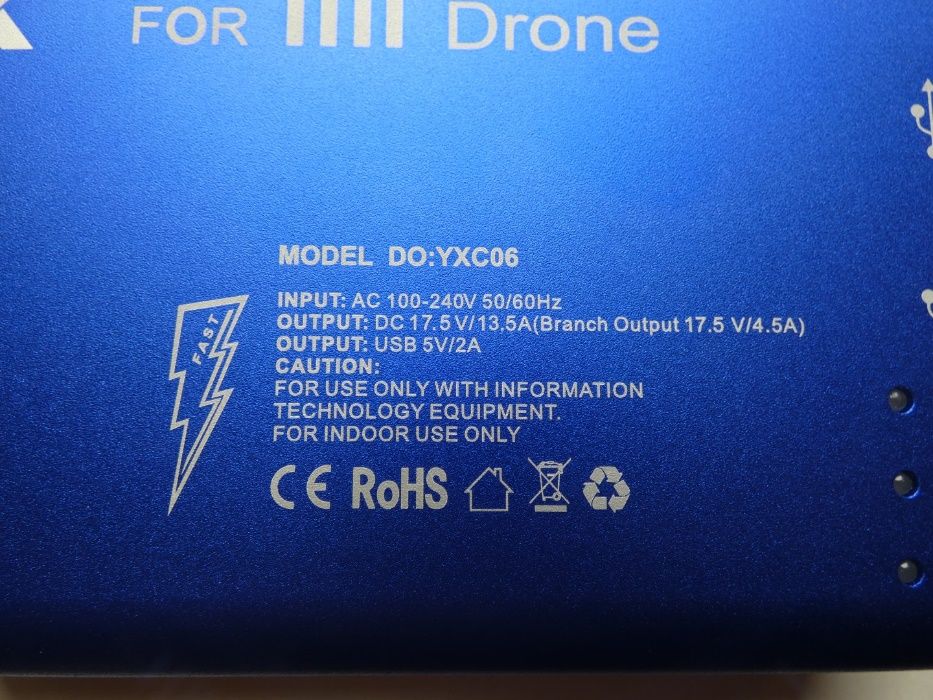 FOR Drone
MODEL DO:YXC06
INPUT: AC 100-240V 50/60Hz
OUTPUT: DC 17.5 V/13.5A(Branch Output 17.5 V/4.5A)
OUTPUT: USB 5V/2A
CAUTION:
FOR USE ONLY WITH INFORMATION
TECHNOLOGY EQUIPMENT.
FOR INDOOR USE ONLY
FAST
CE RoHS